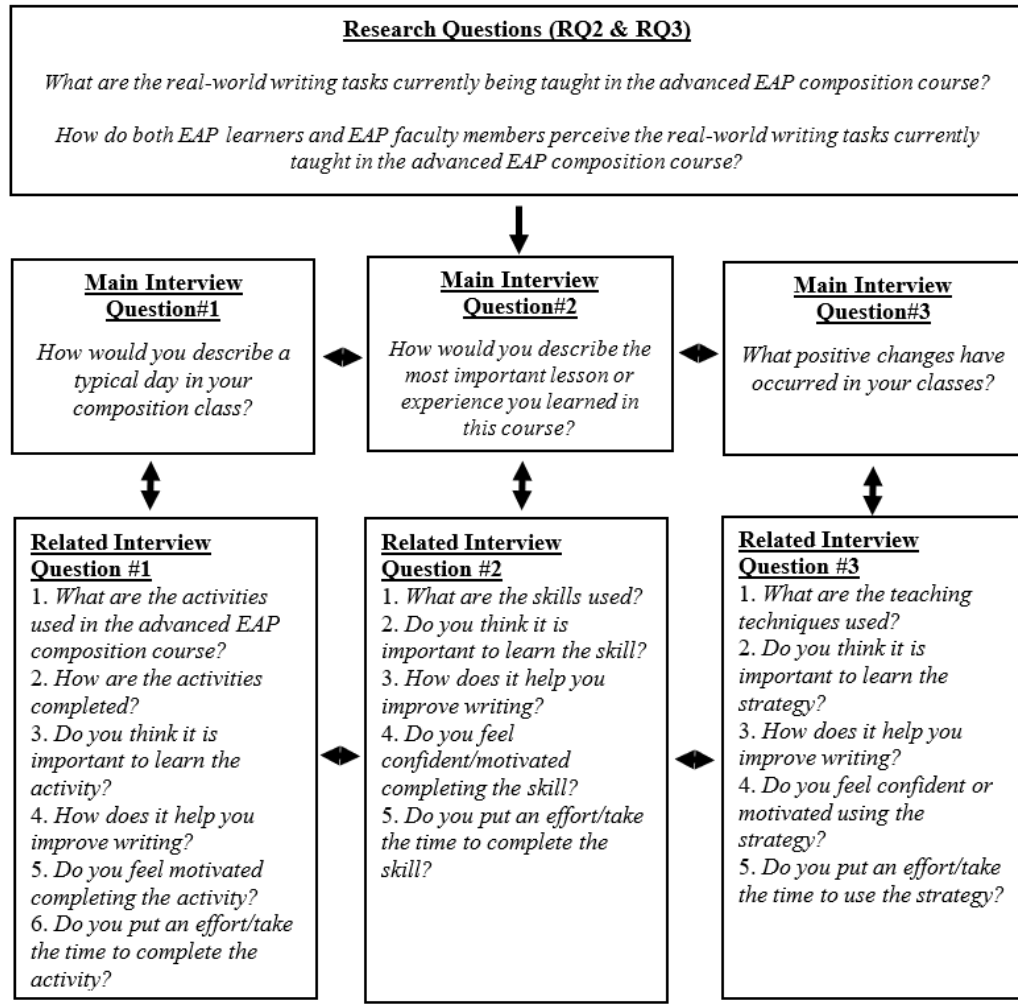 Research Questions (RQ2 & RQ3)
What are the real-world writing tasks currently being taught in the advanced EAP composition course?
How do both EAP learners and EAP faculty members perceive the real-world writing tasks currently
taught in the advanced EAP composition course?
Main Interview
Question#1
How would you describe a
typical day in your
composition class?
Main Interview
Question#2
How would you describe the
most important lesson or
experience you learned in
this course?
Main Interview
Question#3
What positive changes have
occurred in your classes?
Related Interview
Question #1
1. What are the activities
used in the advanced EAP
composition course?
2. How are the activities
completed?
3. Do you think it is
important to learn the
activity?
4. How does it help you
improve writing?
5. Do you feel motivated
completing the activity?
6. Do you put an effort/take
the time to complete the
activity?
Related Interview
Question #2
1. What are the skills used?
2. Do you think it is
important to learn the skill?
3. How does it help you
improve writing?
4. Do you feel
confident/motivated
completing the skill?
5. Do you put an effort/take
the time to complete the
skill?
Related Interview
Question #3
1. What are the teaching
techniques used?
2. Do you think it is
important to learn the
strategy?
3. How does it help you
improve writing?
4. Do you feel confident or
motivated using the
strategy?
5. Do you put an effort/take
the time to use the strategy?